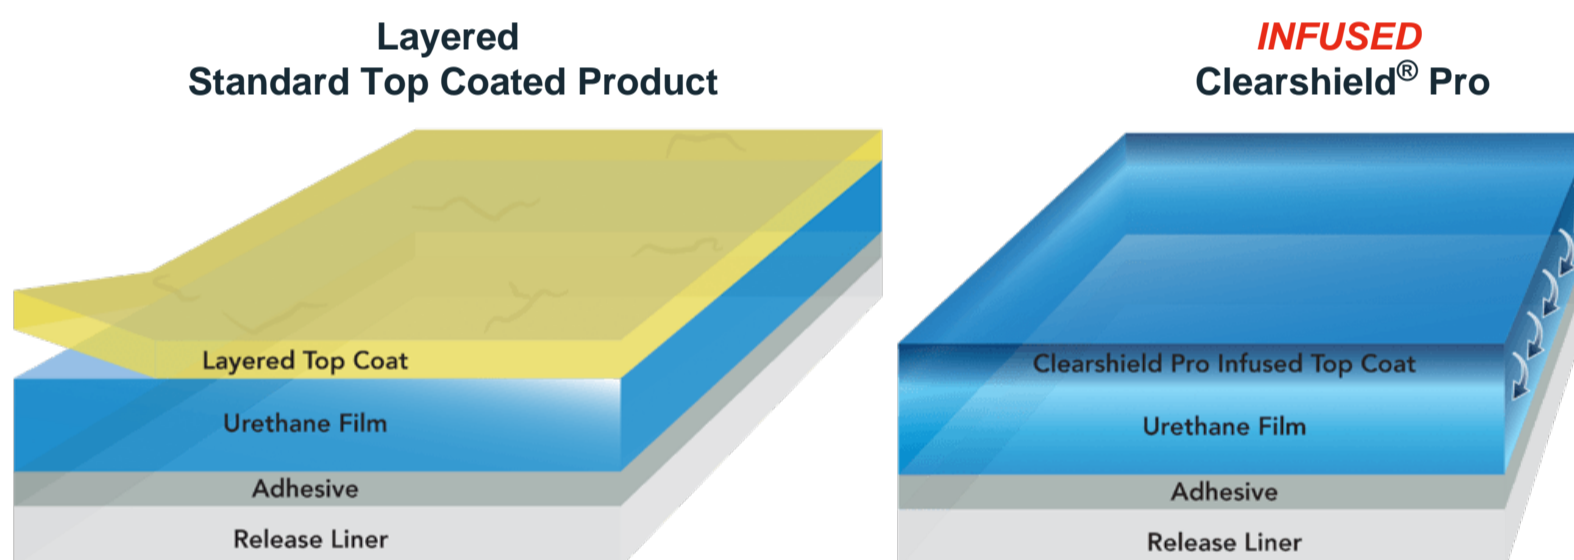 Layered
Standard Top Coated Product
Layered Top Coat
Urethane Film
Adhesive
Release Liner
INFUSED
Clearshield® Pro
Clearshield Pro Infused Top Coat
Urethane Film
Adhesive
Release Liner